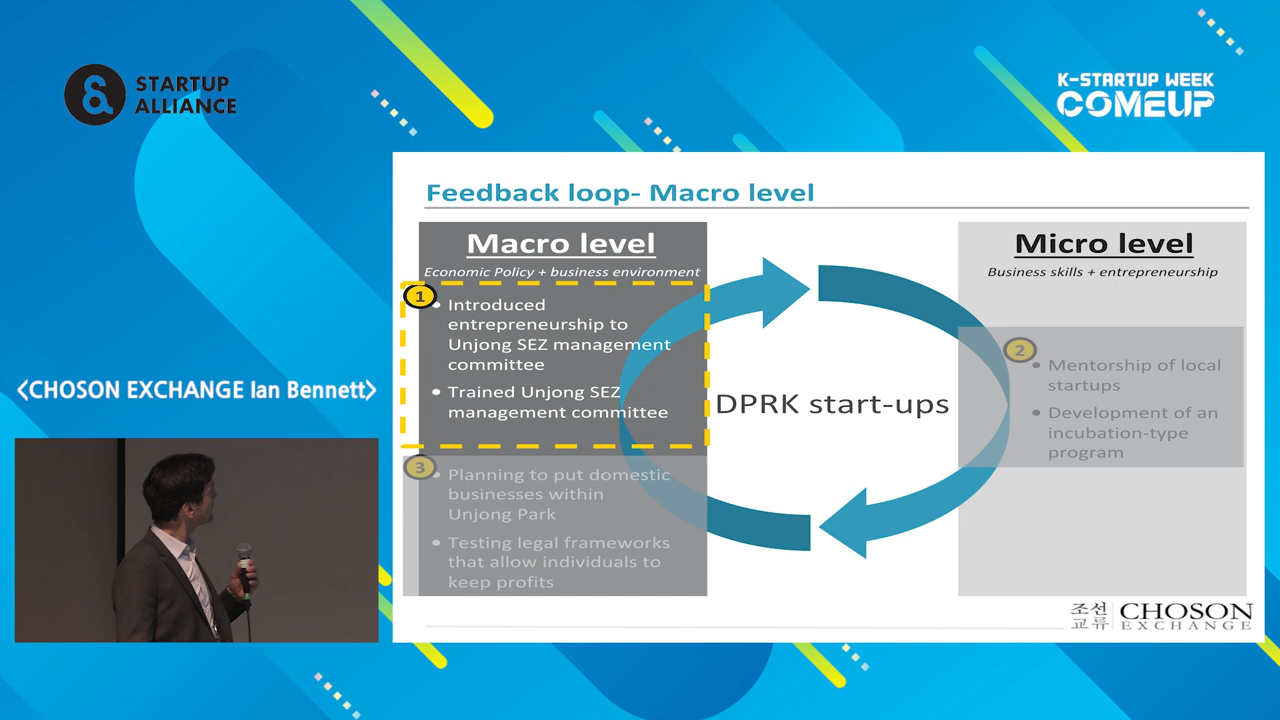 STARTUP
ALLIANCE
K-STARTUP WEEK
COMEUP
Feedback loop- Macro level
Macro level
Economic Policy + business environment
1
• Introduced
entrepreneurship to
Unjong SEZ management
committee
• Trained Unjong SEZ
management committee
3
• Planning to put domestic
businesses within
Unjong Park
• Testing legal frameworks
that allow individuals to
keep profits
DPRK start-ups
Micro level
Business skills + entrepreneurship
2
• Mentorship of local
startups
• Development of an
incubation-type
program
<CHOSON EXCHANGE Ian Bennett>
조선
교류
CHOSON
EXCHANGE